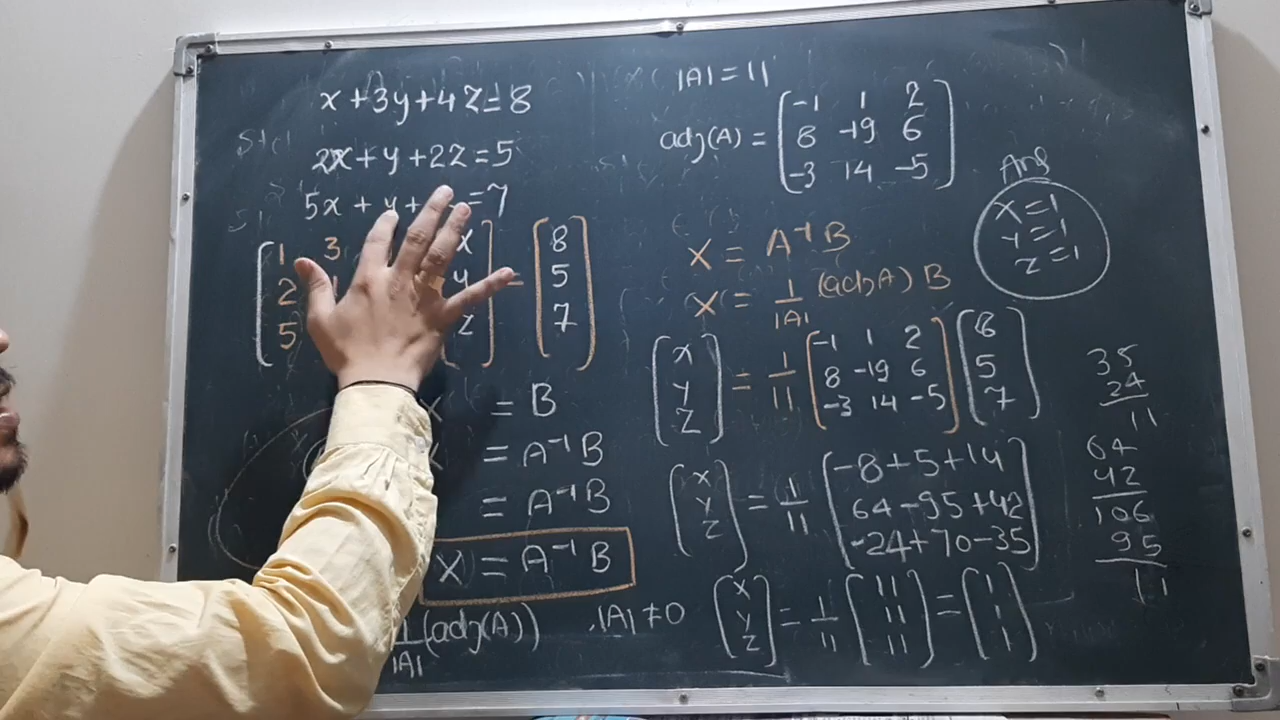 x + 3y + 4z = 8
2x + y + 2z = 5
5x + y + = 7
[1 3 [x [8
2 y = 5
5 z] 7]
X = B
= A⁻¹B
= A⁻¹B
X = A⁻¹B
1/|A| (adj(A)) |A| ≠ 0
|A| = 11
adj(A) = [-1 1 2
8 -19 6
-3 14 -5]
X = A⁻¹B
X = 1/|A| (adjA) B
[x y z] = 1/11 [-1 1 2
8 -19 6
-3 14 -5] [8 5 7]
[x y z] = 1/11 [-8+5+14
64-95+42
-24+70-35]
[x y z] = 1/11 [11 11 11] = [1 1 1]
Ans
x = 1
y = 1
z = 1
35
24
11
64
42
106
95
11